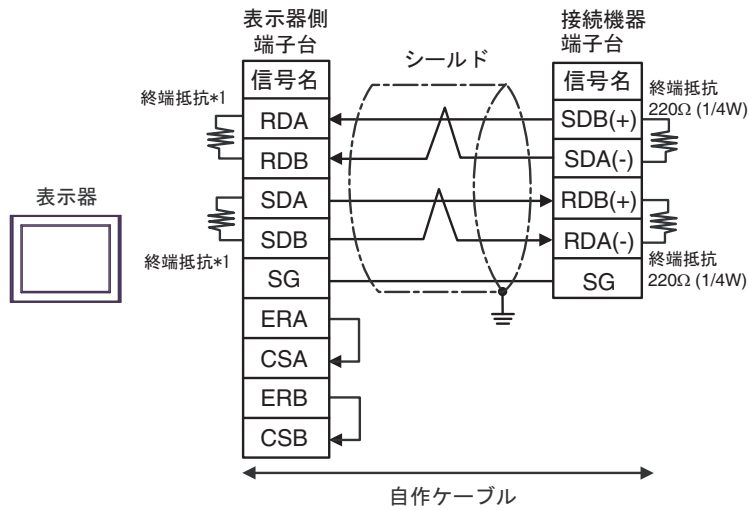 表示器側
端子台
接続機器
端子台
シールド
信号名
信号名
終端抵抗*1
終端抵抗
220Ω (1/4W)
RDA
SDB(+)
RDB
SDA(-)
表示器
SDA
RDB(+)
SDB
RDA(-)
終端抵抗*1
終端抵抗
220Ω (1/4W)
SG
SG
ERA
CSA
ERB
CSB
自作ケーブル